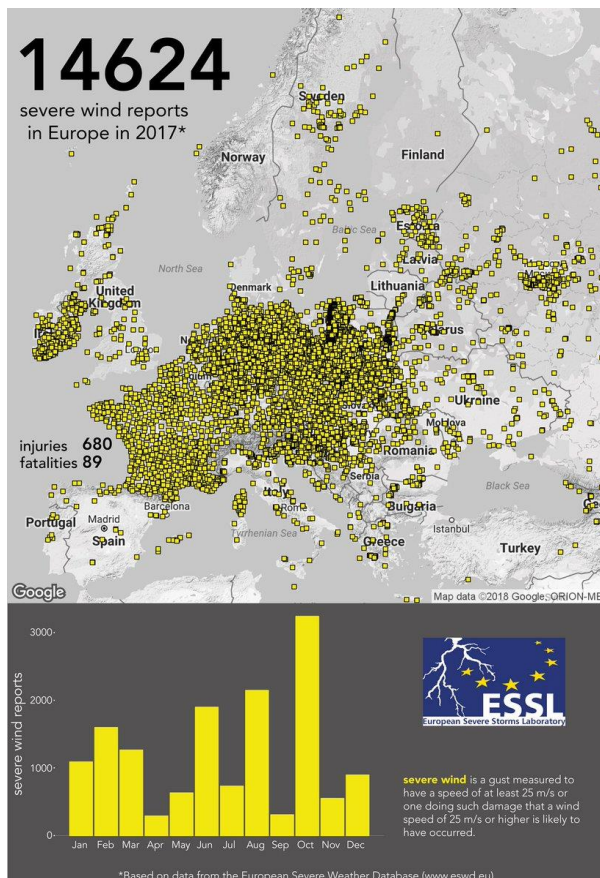 14624
severe wind reports
in Europe in 2017*
Sweden
Norway
Finland
Baltic Sea
North Sea
Latvia
Denmark
Lithuania
United
Kingdom
Ukraine
Moldova
injuries 680
fatalities 89
Romania
Serbia
Barcelona
Italy
Rome
Black Sea
Bulgaria
Portugal
Madrid
Spain
Tyrrhenian Sea
Istanbul
Greece
Turkey
Google
Map data ©2018 Google, ORION-ME
severe wind reports
3000
2000
1000
0
Jan Feb Mar Apr May Jun Jul Aug Sep Oct Nov Dec
ESSL
European Severe Storms Laboratory
severe wind is a gust measured to
have a speed of at least 25 m/s or
one doing such damage that a wind
speed of 25 m/s or higher is likely to
have occurred.
*Based on data from the European Severe Weather Database (www.eswd.eu)